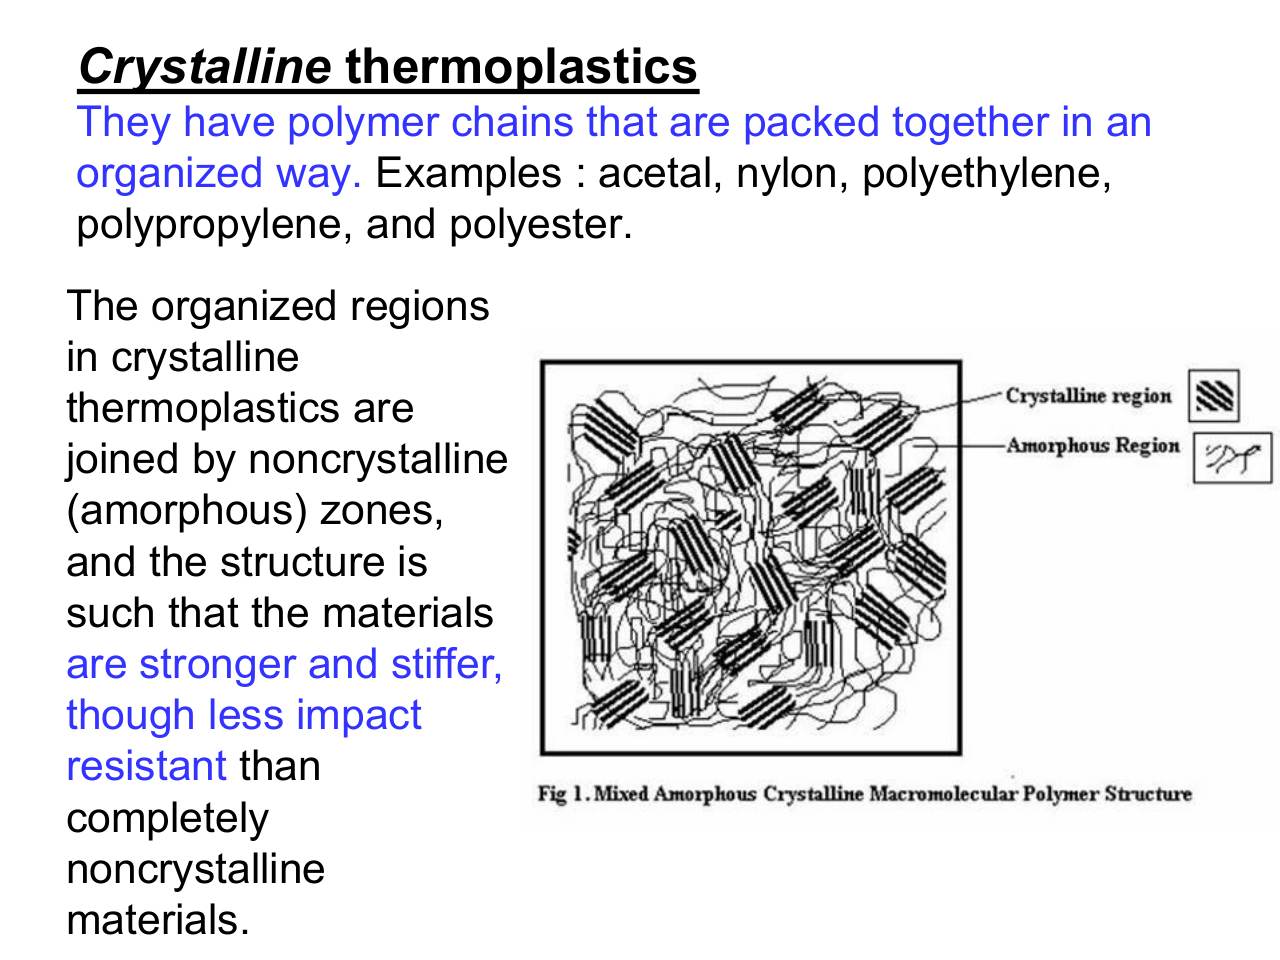 Crystalline thermoplastics
They have polymer chains that are packed together in an
organized way. Examples : acetal, nylon, polyethylene,
polypropylene, and polyester.
The organized regions
in crystalline
thermoplastics are
joined by noncrystalline
(amorphous) zones,
and the structure is
such that the materials
are stronger and stiffer,
though less impact
resistant than
completely
noncrystalline
materials.
Crystalline region
Amorphous Region
Fig 1. Mixed Amorphous Crystalline Macromolecular Polymer Structure